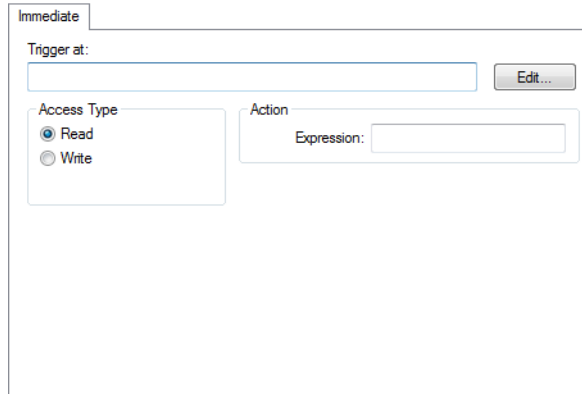 Immediate
Trigger at:
Edit...
Access Type
Read
Write
Action
Expression: